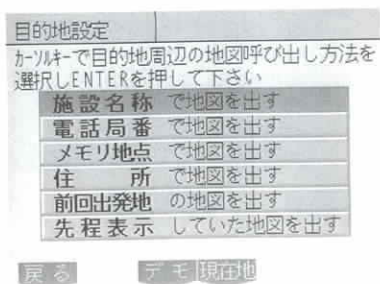 目的地設定
カーソルキーで目的地周辺の地図呼び出し方法を
選択しENTERを押して下さい
施設名称 で地図を出す
電話局番 で地図を出す
メモリ地点 で地図を出す
住 所 で地図を出す
前回出発地 の地図を出す
先程表示 していた地図を出す
戻る デモ 現在地